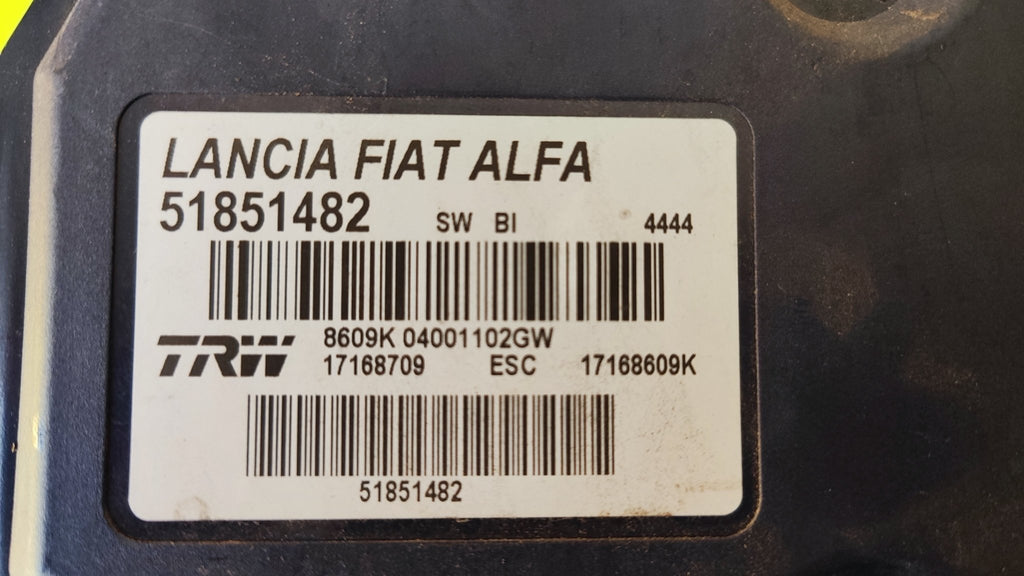 LANCIA FIAT ALFA
51851482 SW BI 4444
8609K 04001102GW
TRW 17168709 ESC 17168609K
51851482